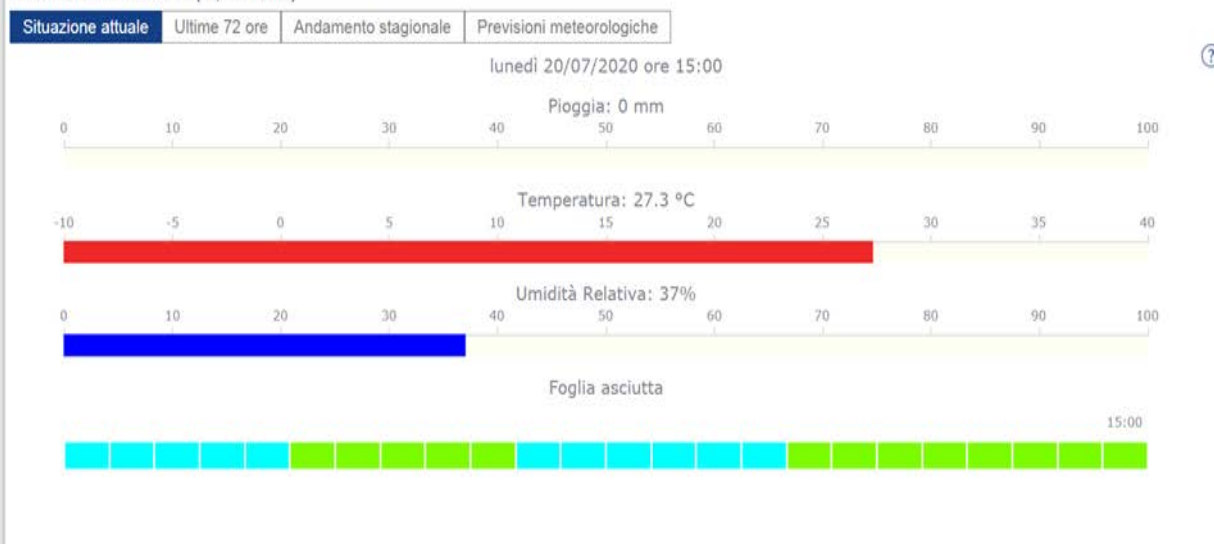 Situazione attuale Ultime 72 ore Andamento stagionale Previsioni meteorologiche
?
lunedì 20/07/2020 ore 15:00
Pioggia: 0 mm
0 10 20 30 40 50 60 70 80 90 100
Temperatura: 27.3 °C
-10 -5 0 5 10 15 20 25 30 35 40
Umidità Relativa: 37%
0 10 20 30 40 50 60 70 80 90 100
Foglia asciutta
15:00